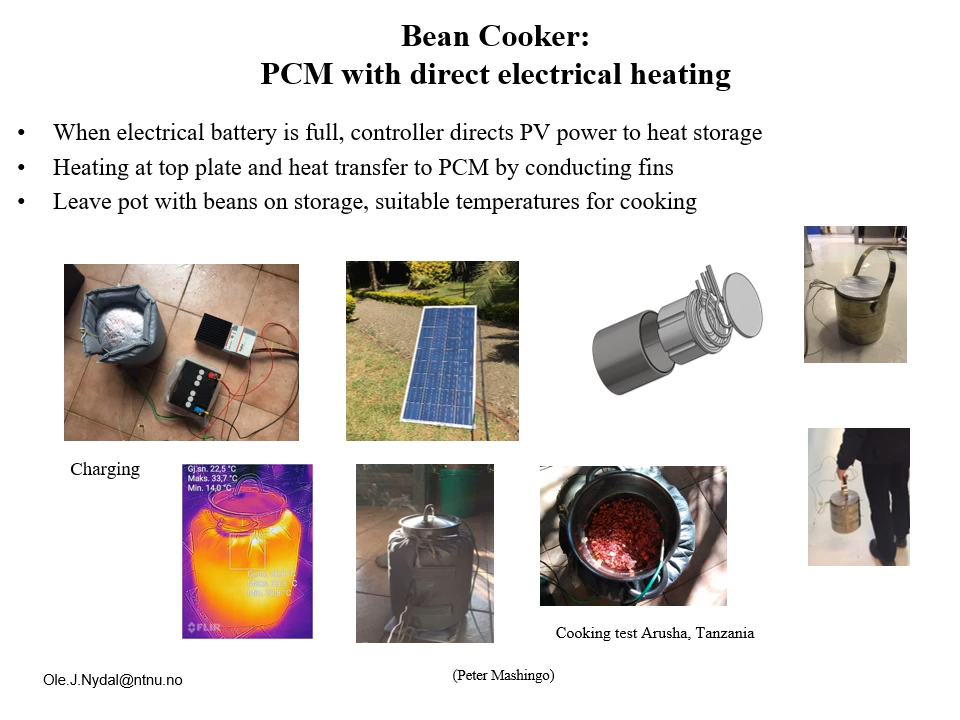 Bean Cooker:
PCM with direct electrical heating
• When electrical battery is full, controller directs PV power to heat storage
• Heating at top plate and heat transfer to PCM by conducting fins
• Leave pot with beans on storage, suitable temperatures for cooking
Charging
Gj.sn. 22,5 °C
Maks. 33,7 °C
Min. 14,0 °C
FLIR
Cooking test Arusha, Tanzania
(Peter Mashingo)
Ole.J.Nydal@ntnu.no